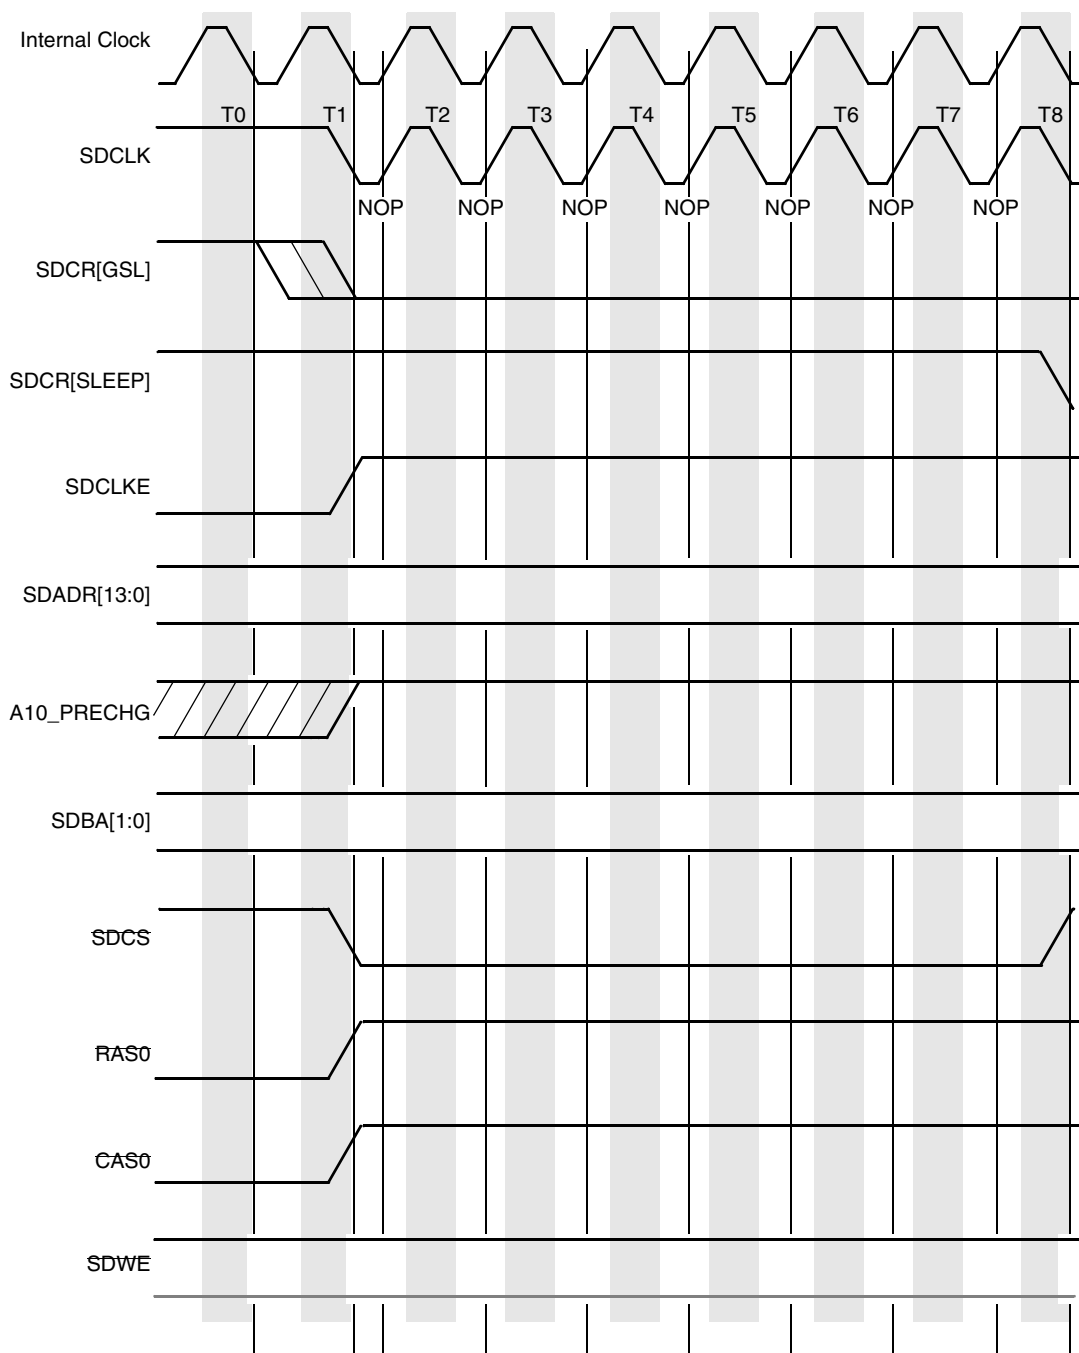 Internal Clock
T0 T1 T2 T3 T4 T5 T6 T7 T8
SDCLK
NOP NOP NOP NOP NOP NOP NOP
SDCR[GSL]
SDCR[SLEEP]
SDCLKE
SDADR[13:0]
A10_PRECHG
SDBA[1:0]
SDCS
RAS0
CAS0
SDWE